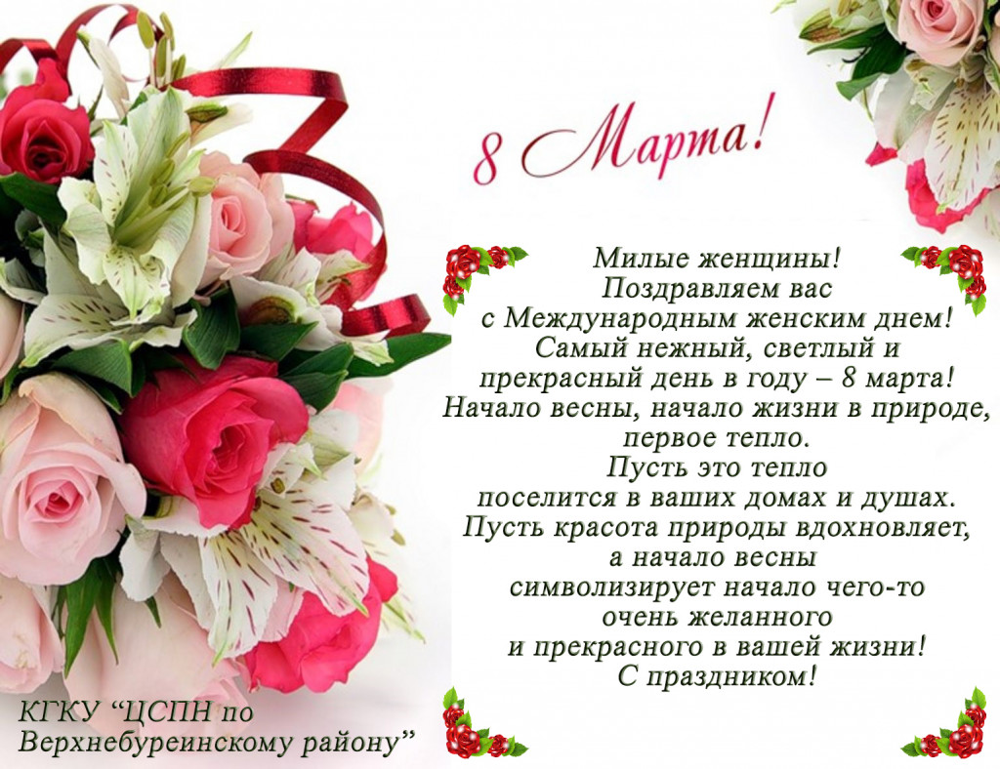 8 Марта!
Милые женщины!
Поздравляем вас
с Международным женским днем!
Самый нежный, светлый и
прекрасный день в году – 8 марта!
Начало весны, начало жизни в природе,
первое тепло.
Пусть это тепло
поселится в ваших домах и душах.
Пусть красота природы вдохновляет,
а начало весны
символизирует начало чего-то
очень желанного
и прекрасного в вашей жизни!
С праздником!
КГКУ “ЦСПН по
Верхнебуреинскому району”